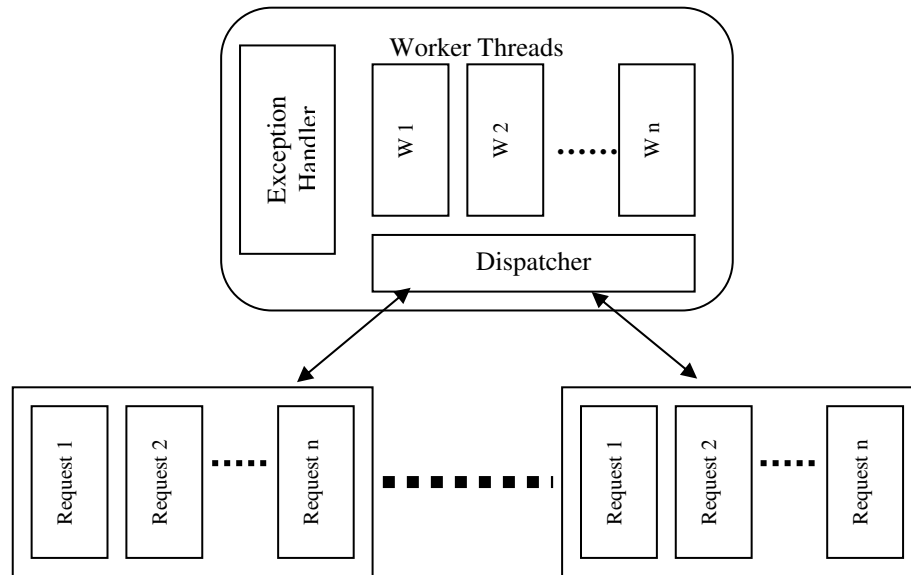 Worker Threads
Exception
Handler
W 1
W 2
W n
Dispatcher
Request 1
Request 2
Request n
Request 1
Request 2
Request n